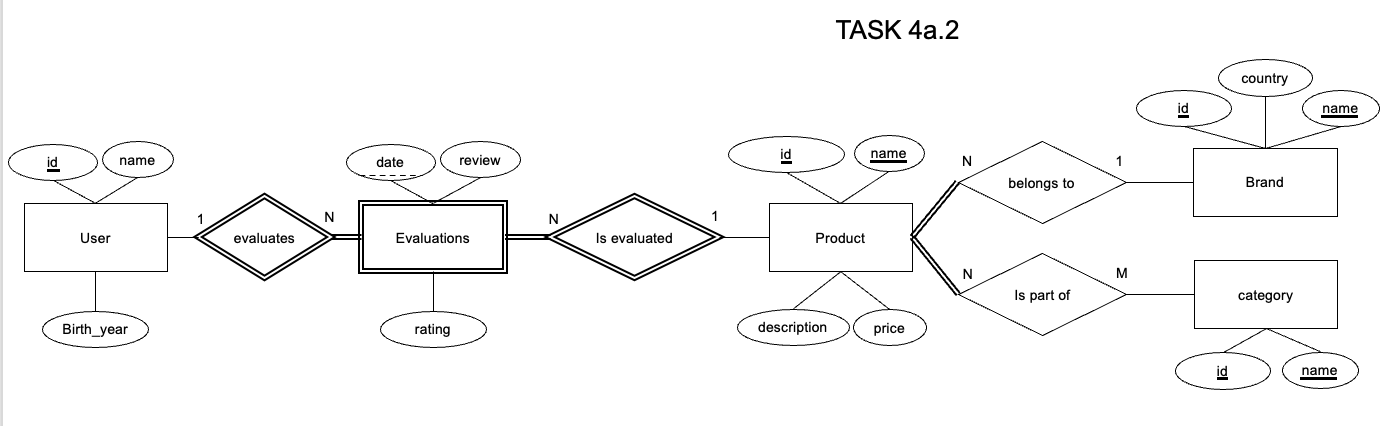 TASK 4a.2
country
id
name
id
name
date
review
id
name
N
belongs to
1
Brand
User
1
evaluates
N
Evaluations
N
Is evaluated
1
Product
N
Is part of
M
category
Birth_year
rating
description
price
id
name